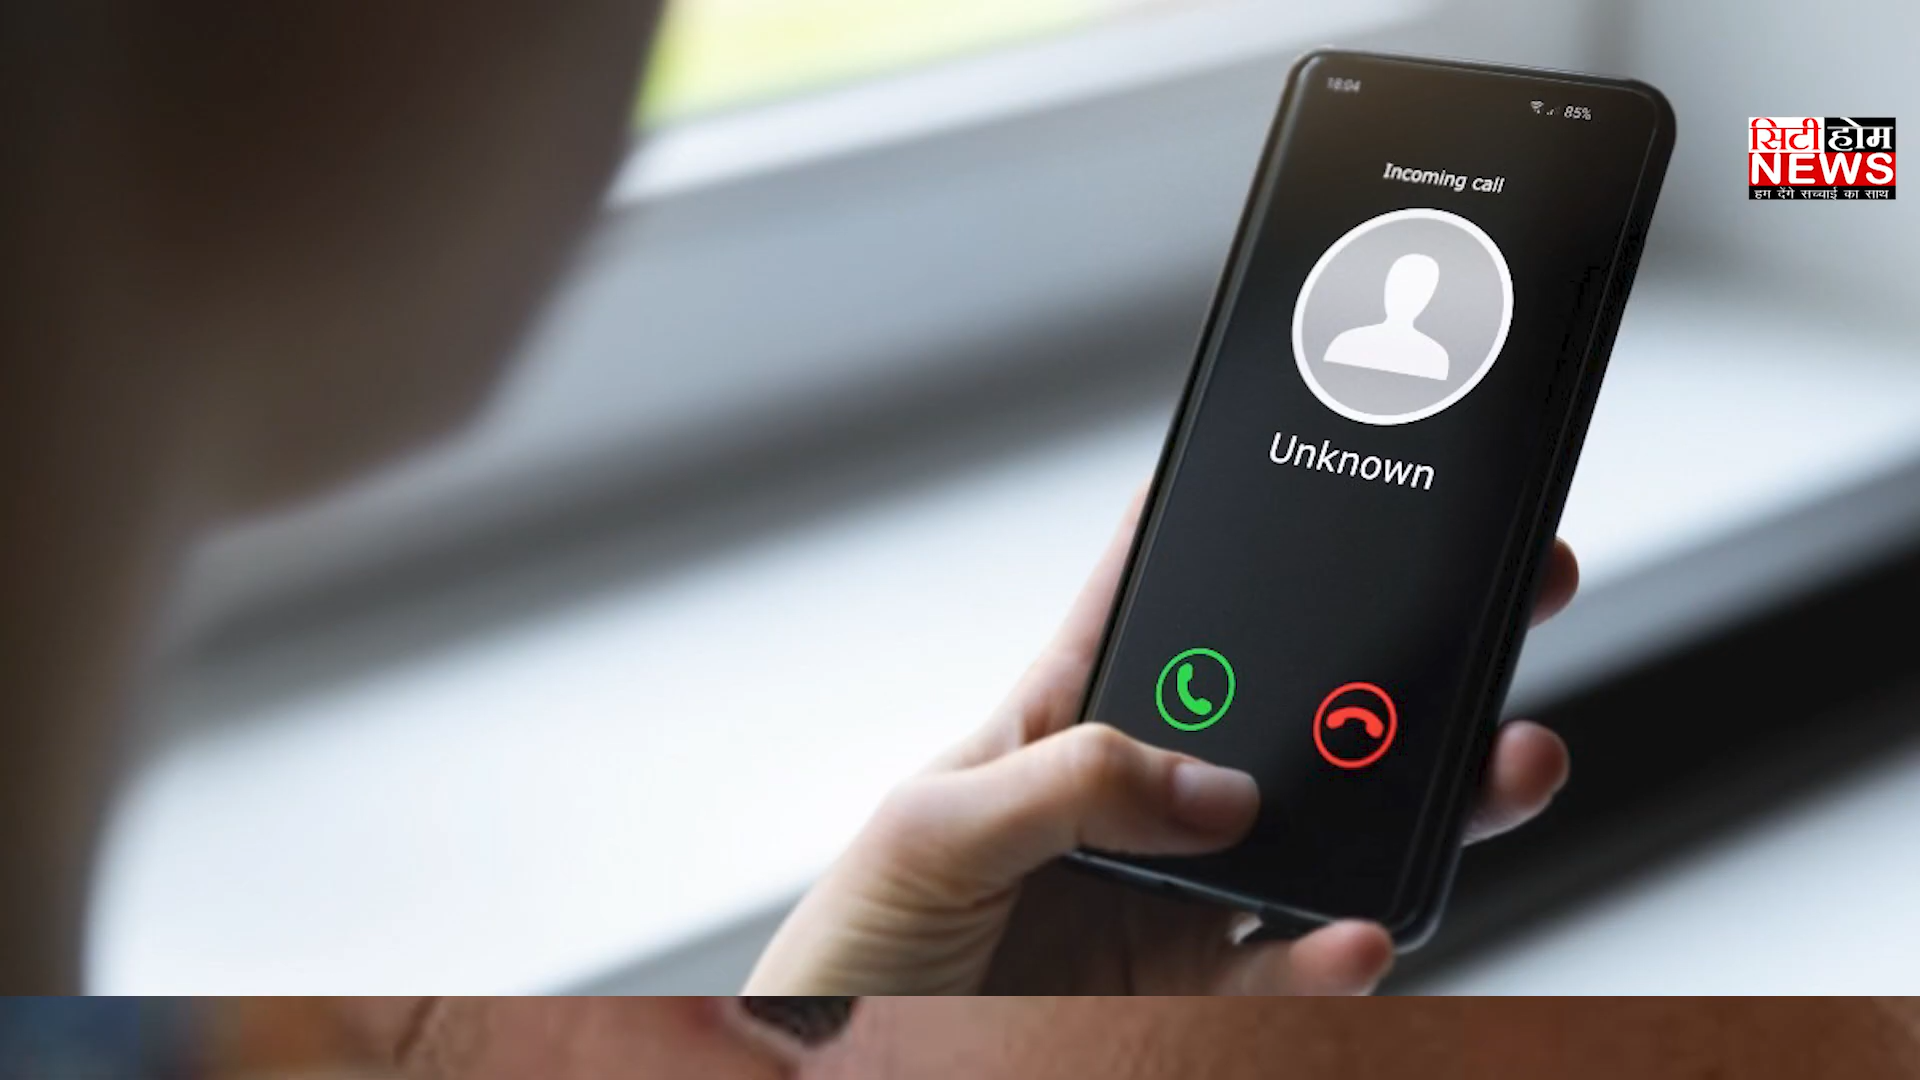 18:04
85%
Incoming call
Unknown
सिटी होम
NEWS
हम देंगे सच्चाई का साथ